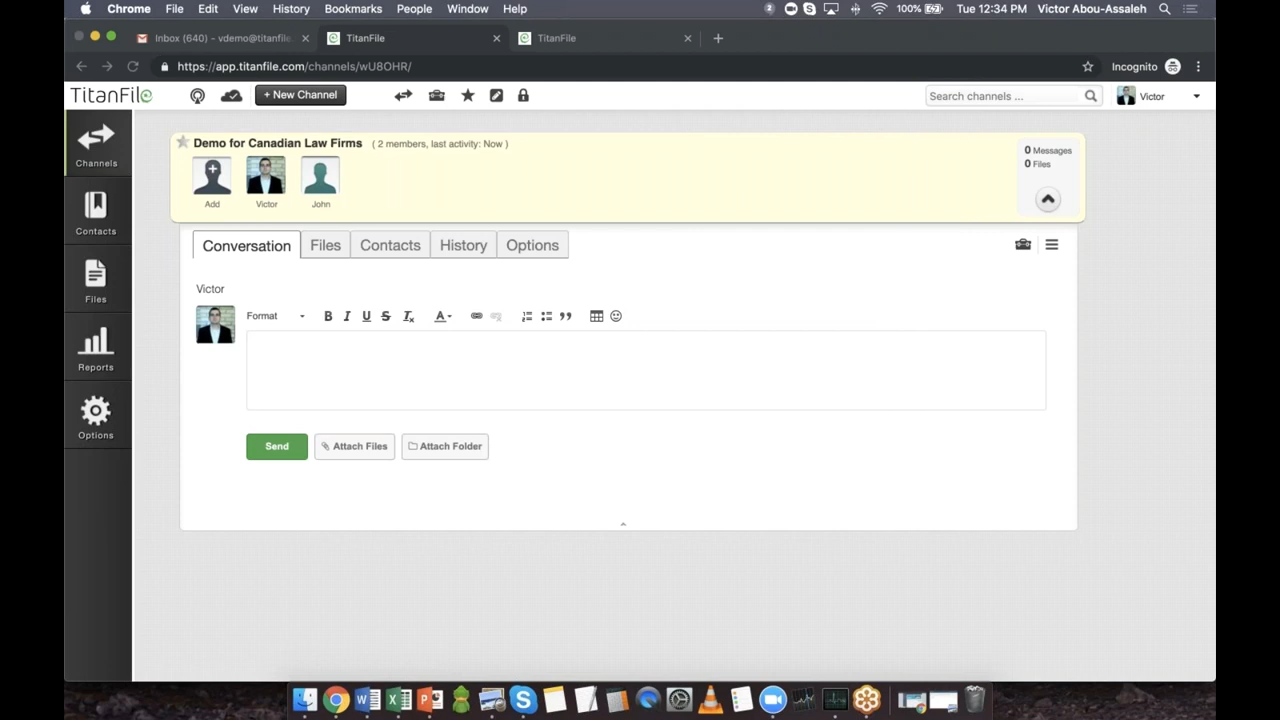 Chrome File Edit View History Bookmarks People Window Help 100% Tue 12:34 PM Victor Abou-Assaleh
Inbox (640) - vdemo@titanfile. TitanFile TitanFile
https://app.titanfile.com/channels/wU8OHR/ Incognito
TitanFile + New Channel Search channels ... Victor
Channels
Contacts
Files
Reports
Options
Demo for Canadian Law Firms ( 2 members, last activity: Now )
0 Messages
0 Files
Add Victor John
Conversation Files Contacts History Options
Victor
Format B I U S Tx A
Send Attach Files Attach Folder